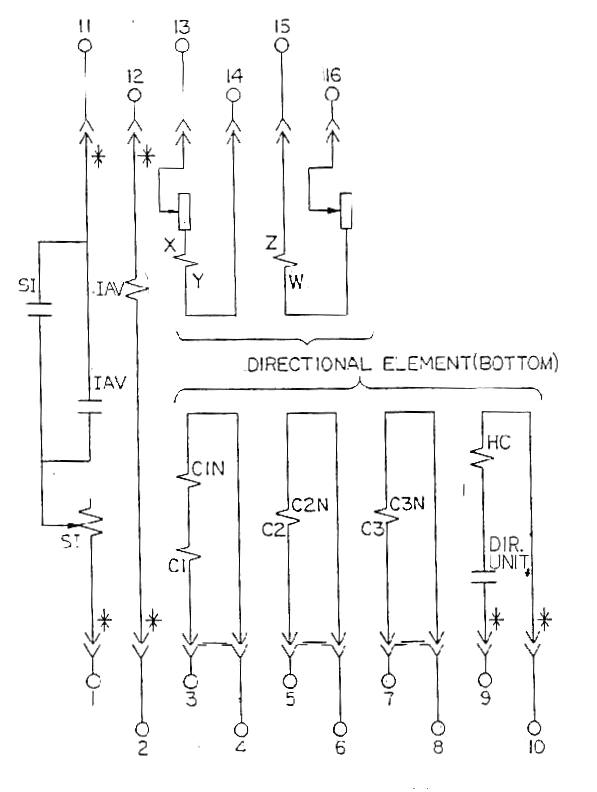 11 13 15
12 14 16
* *
X Z
SI IAV Y W
DIRECTIONAL ELEMENT(BOTTOM)
IAV
C1N HC
C2N C3N
C2 C3
SI C1 DIR.
UNIT
* * * *
1 3 5 7 9
2 4 6 8 10